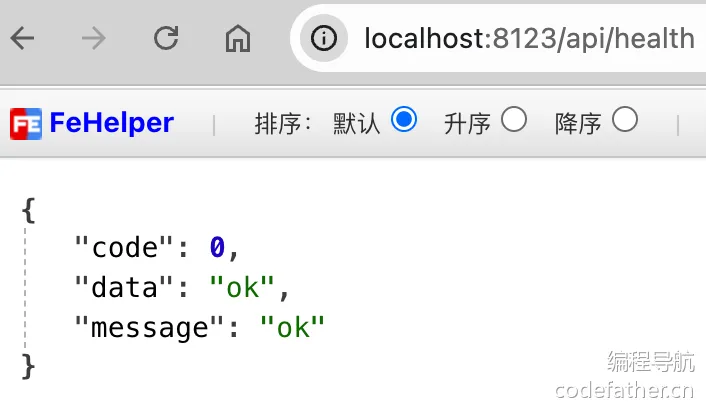 localhost:8123/api/health
FE FeHelper | 排序： 默认 升序 降序 |
{
"code": 0,
"data": "ok",
"message": "ok"
}
编程导航
codefather.cn